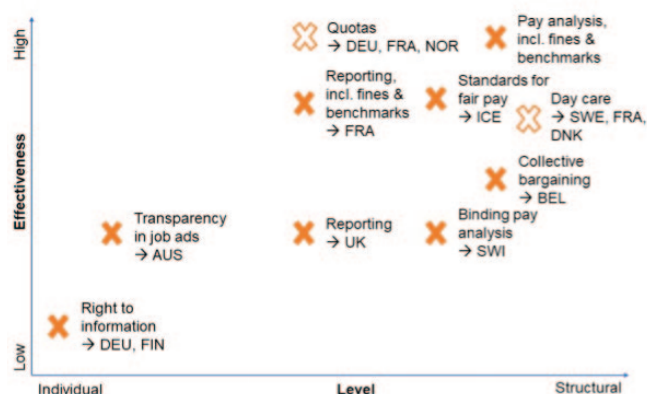 High
Quotas
→ DEU, FRA, NOR
Pay analysis,
incl. fines &
benchmarks
Reporting,
incl. fines &
benchmarks
→ FRA
Standards for
fair pay
→ ICE
Day care
→ SWE, FRA,
DNK
Effectiveness
Collective
bargaining
→ BEL
Transparency
in job ads
→ AUS
Reporting
→ UK
Binding pay
analysis
→ SWI
Right to
information
→ DEU, FIN
Low
Individual
Level
Structural